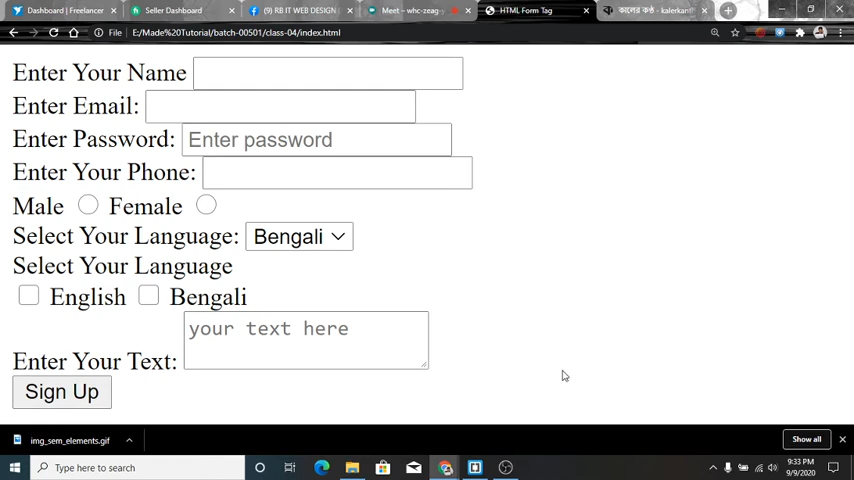 Dashboard | Freelancer
Seller Dashboard
(9) RB IT WEB DESIGN
Meet – whc-zeag
HTML Form Tag
কালের কণ্ঠ - kalerkanth
File E:/Made%20Tutorial/batch-00501/class-04/index.html
Enter Your Name
Enter Email:
Enter Password: Enter password
Enter Your Phone:
Male Female
Select Your Language: Bengali
Select Your Language
English Bengali
your text here
Enter Your Text:
Sign Up
img_sem_elements.gif
Show all
Type here to search
9:33 PM
9/9/2020